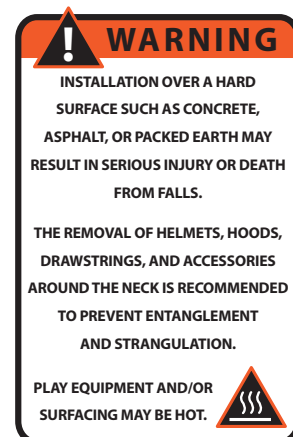 WARNING
INSTALLATION OVER A HARD
SURFACE SUCH AS CONCRETE,
ASPHALT, OR PACKED EARTH MAY
RESULT IN SERIOUS INJURY OR DEATH
FROM FALLS.
THE REMOVAL OF HELMETS, HOODS,
DRAWSTRINGS, AND ACCESSORIES
AROUND THE NECK IS RECOMMENDED
TO PREVENT ENTANGLEMENT
AND STRANGULATION.
PLAY EQUIPMENT AND/OR
SURFACING MAY BE HOT.